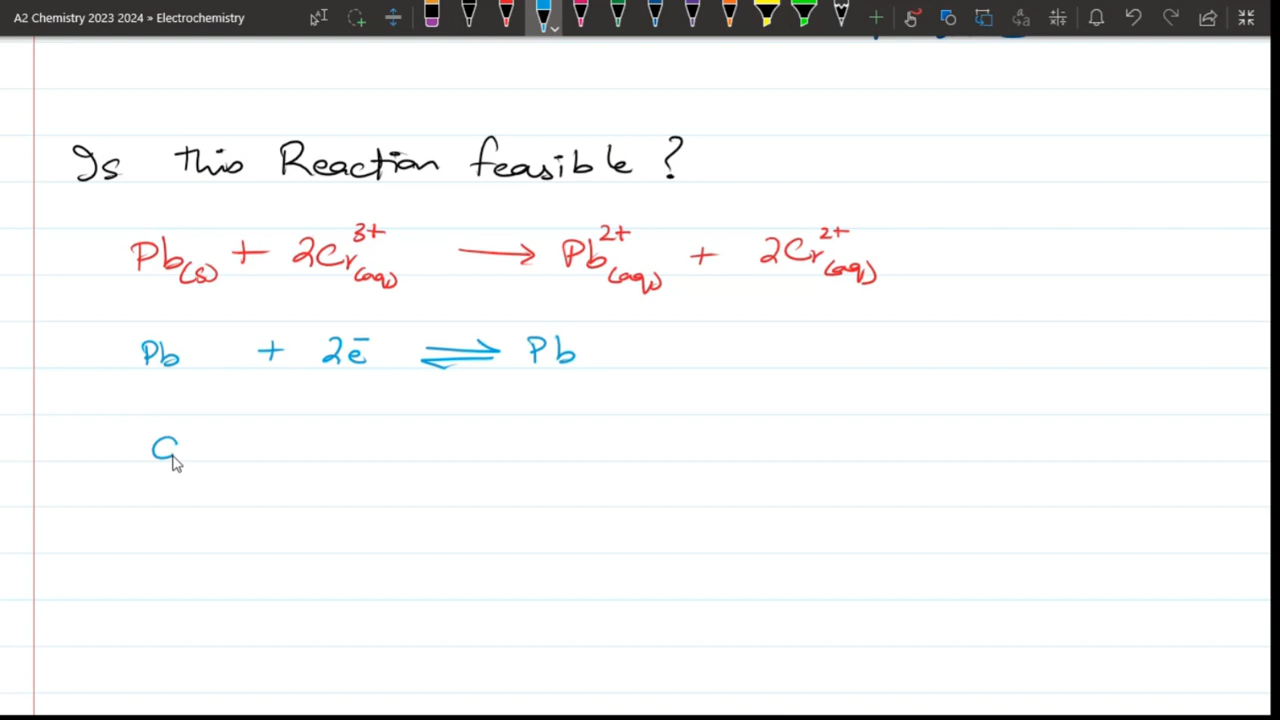 A2 Chemistry 2023 2024 » Electrochemistry
Is this Reaction feasible ?
Pb(s) + 2Cr³⁺(aq) ⟶ Pb²⁺(aq) + 2Cr²⁺(aq)
Pb + 2e⁻ ⇌ Pb
C